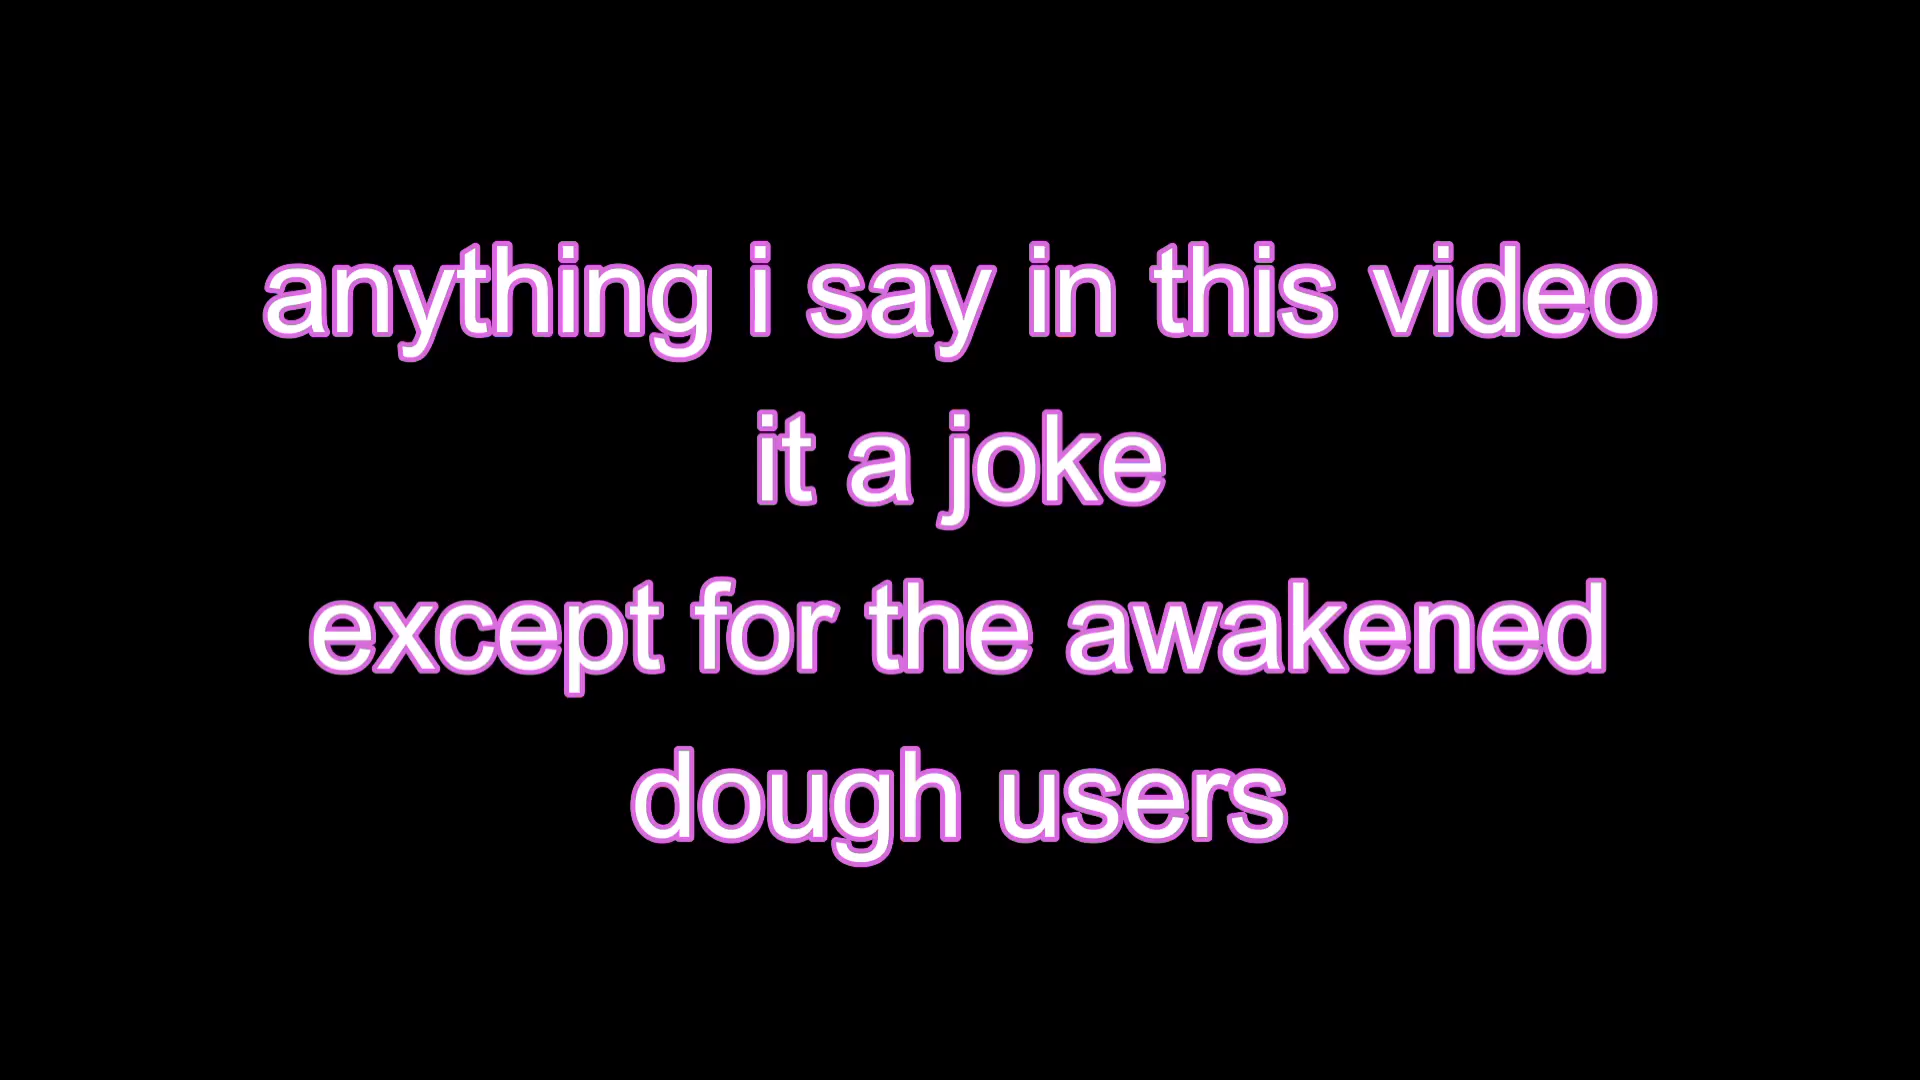 anything i say in this video
it a joke
except for the awakened
dough users